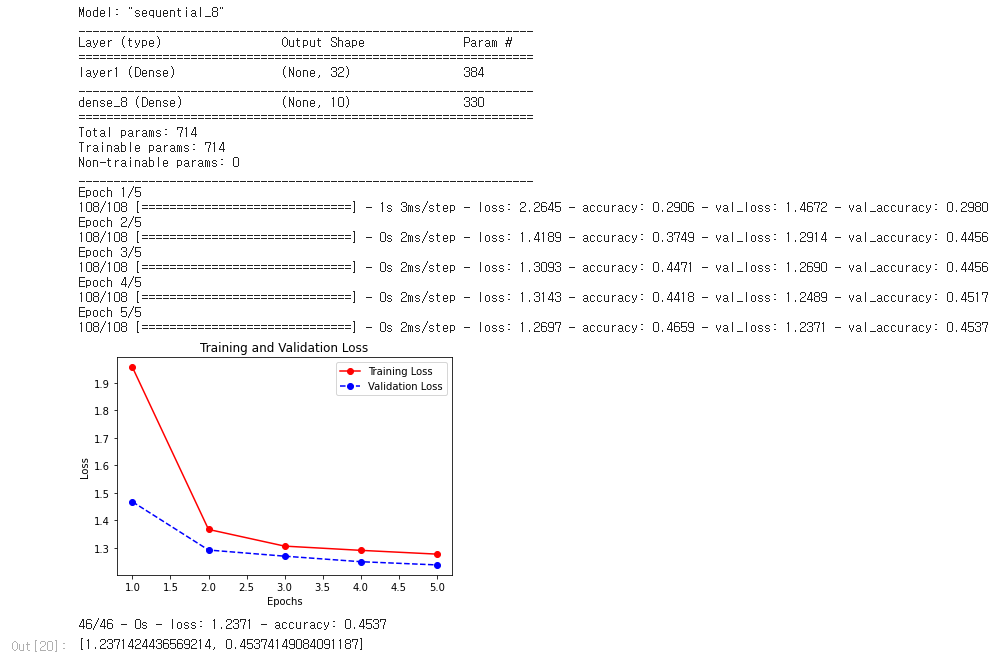 Model: "sequential_8"
_________________________________________________________________
Layer (type)                 Output Shape              Param #
=================================================================
layer1 (Dense)               (None, 32)                384
_________________________________________________________________
dense_8 (Dense)              (None, 10)                330
=================================================================
Total params: 714
Trainable params: 714
Non-trainable params: 0
_________________________________________________________________
Epoch 1/5
108/108 [==============================] - 1s 3ms/step - loss: 2.2645 - accuracy: 0.2906 - val_loss: 1.4672 - val_accuracy: 0.2980
Epoch 2/5
108/108 [==============================] - 0s 2ms/step - loss: 1.4189 - accuracy: 0.3749 - val_loss: 1.2914 - val_accuracy: 0.4456
Epoch 3/5
108/108 [==============================] - 0s 2ms/step - loss: 1.3093 - accuracy: 0.4471 - val_loss: 1.2690 - val_accuracy: 0.4456
Epoch 4/5
108/108 [==============================] - 0s 2ms/step - loss: 1.3143 - accuracy: 0.4418 - val_loss: 1.2489 - val_accuracy: 0.4517
Epoch 5/5
108/108 [==============================] - 0s 2ms/step - loss: 1.2697 - accuracy: 0.4659 - val_loss: 1.2371 - val_accuracy: 0.4537
Training and Validation Loss
Training Loss
Validation Loss
1.9
1.8
1.7
1.6
1.5
1.4
1.3
Loss
1.0 1.5 2.0 2.5 3.0 3.5 4.0 4.5 5.0
Epochs
46/46 - 0s - loss: 1.2371 - accuracy: 0.4537
Out[20]: [1.2371424436569214, 0.45374149084091187]